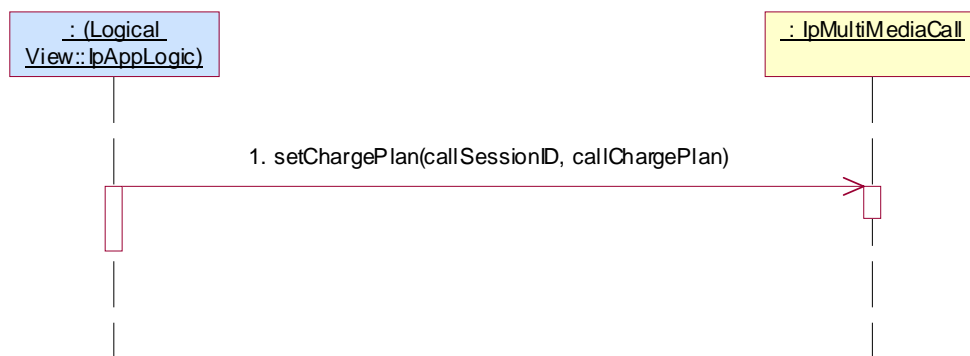 : (Logical
View::IpAppLogic)
: IpMultiMediaCall
1. setChargePlan(callSessionID, callChargePlan)